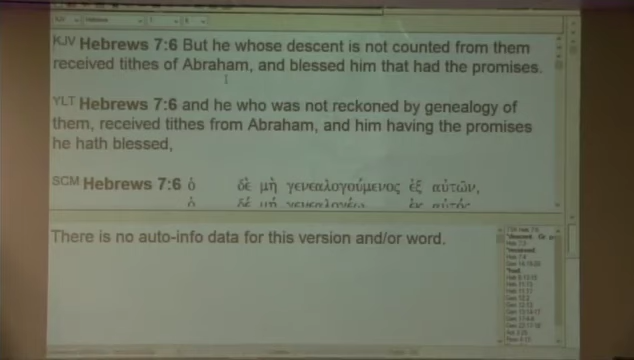 KJV Hebrews 7:6 But he whose descent is not counted from them
received tithes of Abraham, and blessed him that had the promises.
YLT Hebrews 7:6 and he who was not reckoned by genealogy of
them, received tithes from Abraham, and him having the promises
he hath blessed,
SCM Hebrews 7:6 ὁ δὲ μὴ γενεαλογούμενος ἐξ αὐτῶν,
There is no auto-info data for this version and/or word.